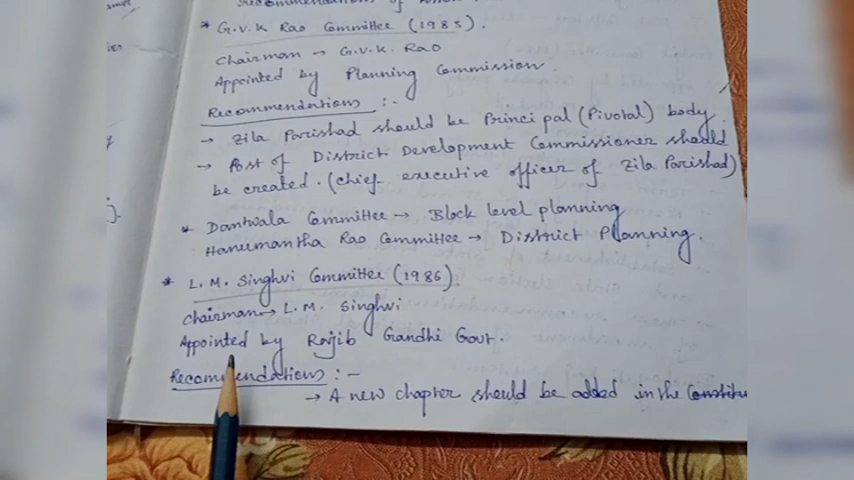 * G.V.K Rao Committee (1985).
Chairman → G.V.K. Rao
Appointed by Planning Commission.
Recommendations :-
→ Zila Parishad should be Principal (Pivotal) body
→ Post of District Development Commissioner should
be created. (chief executive officer of Zila Parishad)
* Dantwala Committee → Block level planning
Hanumantha Rao Committee → District Planning.
* L.M. Singhvi Committee (1986)
Chairman → L.M. Singhvi
Appointed by Rajib Gandhi Govt.
Recommendations :-
→ A new chapter should be added in the